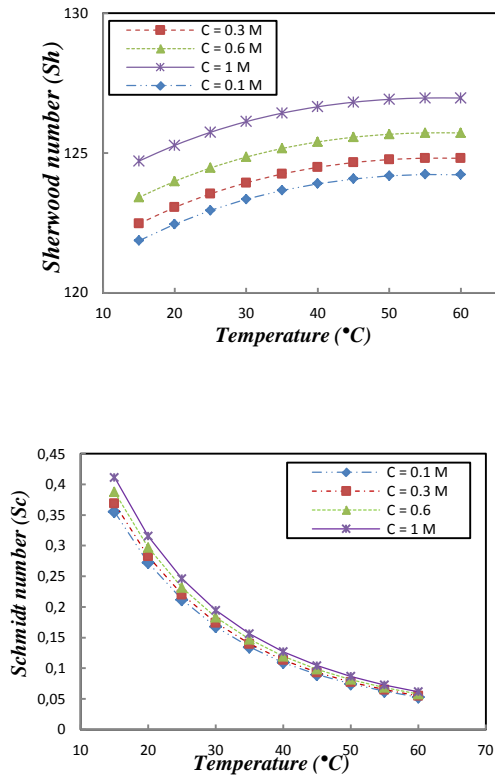 130
125
120
Sherwood number (Sh)
C = 0.3 M
C = 0.6 M
C = 1 M
C = 0.1 M
10 20 30 40 50 60
Temperature (°C)
0,45
0,4
0,35
0,3
0,25
0,2
0,15
0,1
0,05
0
Schmidt number (Sc)
C = 0.1 M
C = 0.3 M
C = 0.6
C = 1 M
10 20 30 40 50 60 70
Temperature (°C)